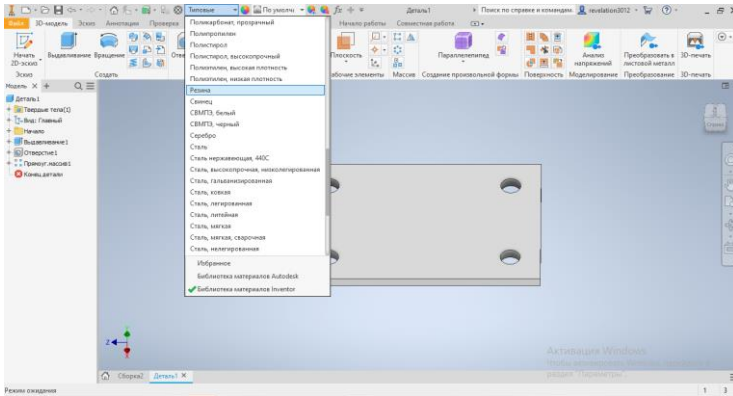 Типовые По умолч Деталь1 Поиск по справке и командам. revelation3012
Файл 3D-модель Эскиз Аннотации Проверка Начало работы Совместная работа
Начать 2D-эскиз
Выдавливание Вращение
Плоскость
Параллелепипед
Анализ напряжений
Преобразовать в листовой металл
3D-печать
Эскиз Создать рабочие элементы Массив Создание произвольной формы Поверхность Моделирование Преобразование 3D-печать
Модель × +
Деталь1
Твердые тела(1)
Вид: Главный
Начало
Выдавливание1
Отверстие1
Прямоуг.массив1
Конец детали
Поликарбонат, прозрачный
Полипропилен
Полистирол
Полистирол, высокопрочный
Полиэтилен, высокая плотность
Полиэтилен, низкая плотность
Резина
Свинец
СВМПЭ, белый
СВМПЭ, черный
Серебро
Сталь
Сталь нержавеющая, 440C
Сталь, высокопрочная, низколегированная
Сталь, гальванизированная
Сталь, ковкая
Сталь, легированная
Сталь, литейная
Сталь, мягкая
Сталь, мягкая, сварочная
Сталь, нелегированная
Избранное
Библиотека материалов Autodesk
Библиотека материалов Inventor
Z
Активация Windows
раздел "Параметры".
Сборка2 Деталь1 ×
Режим ожидания 1 3